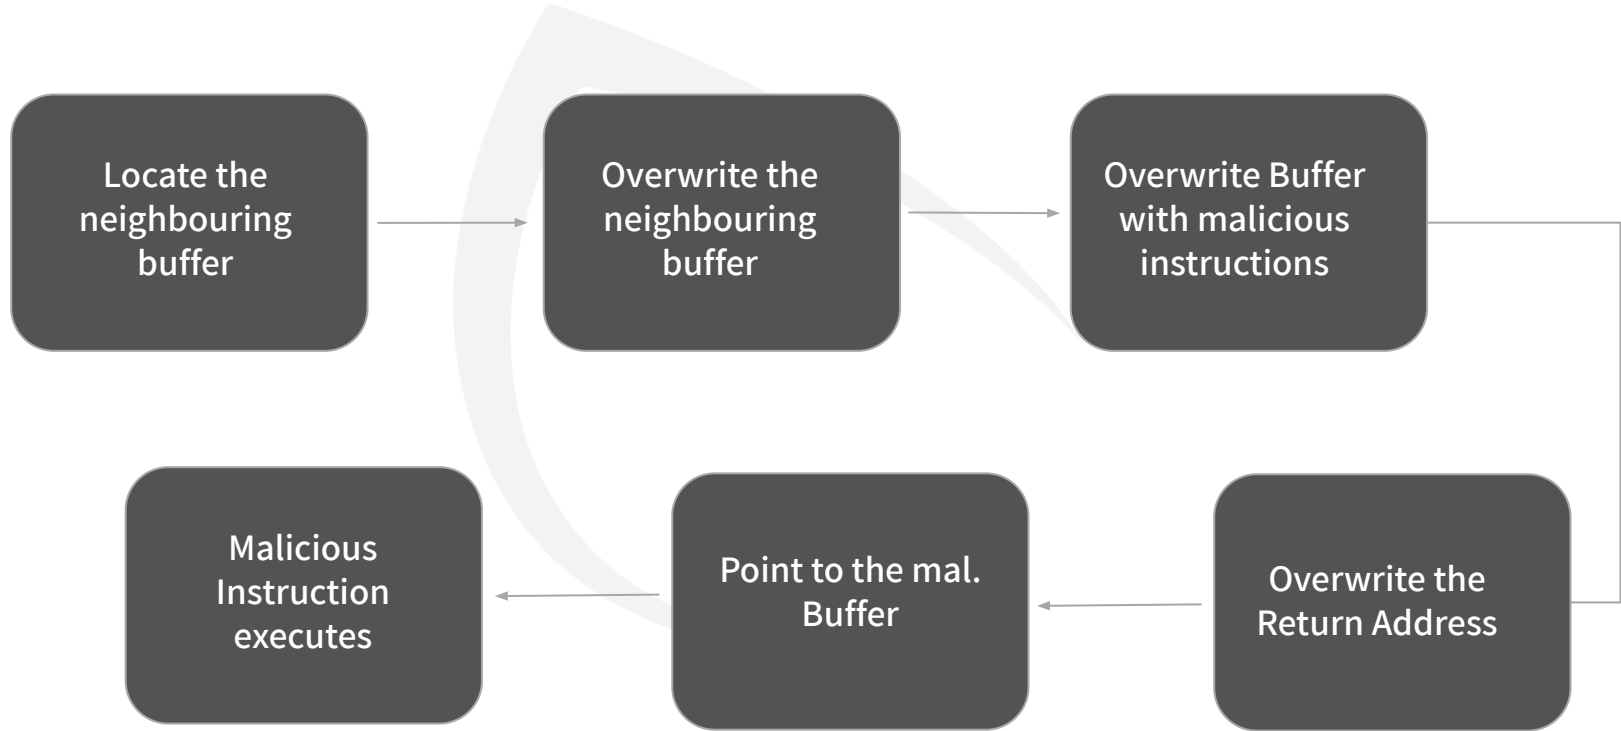 Locate the
neighbouring
buffer
Overwrite the
neighbouring
buffer
Overwrite Buffer
with malicious
instructions
Overwrite the
Return Address
Point to the mal.
Buffer
Malicious
Instruction
executes